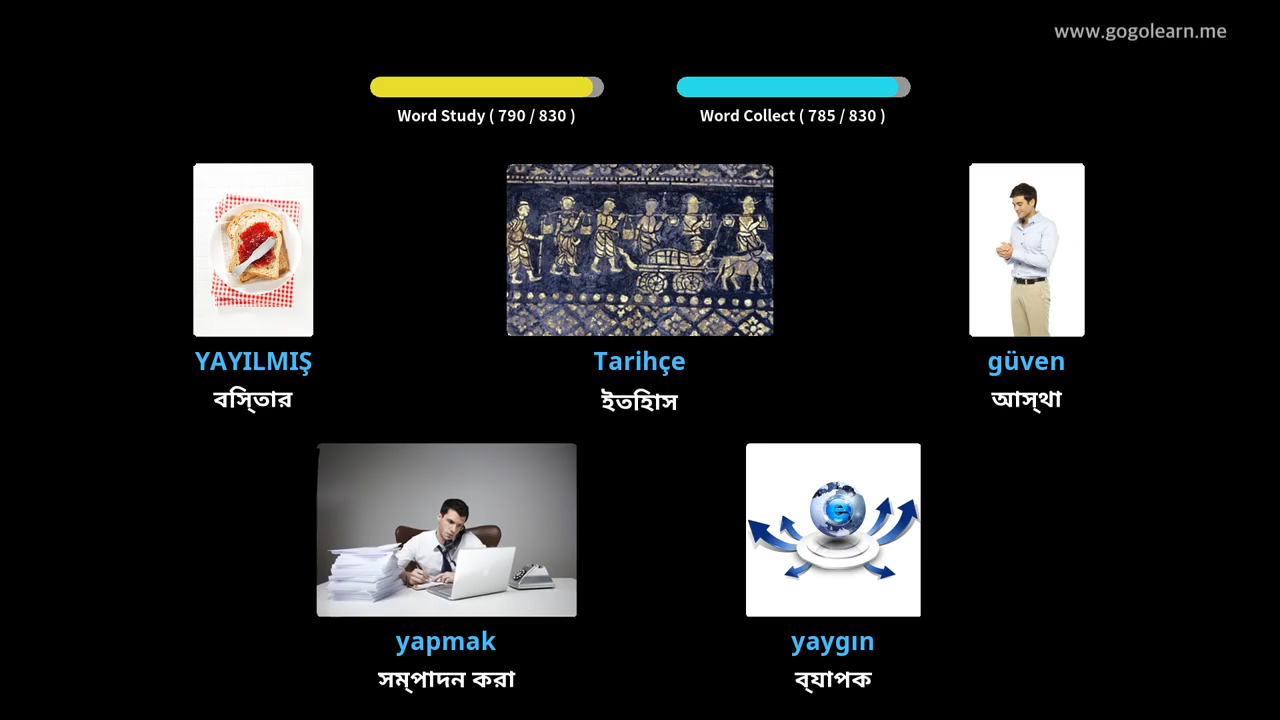 www.gogolearn.me
Word Study ( 790 / 830 )
Word Collect ( 785 / 830 )
YAYILMIŞ
বিস্তার
Tarihçe
ইতিহাস
güven
আস্থা
yapmak
সম্পাদন করা
yaygın
ব্যাপক